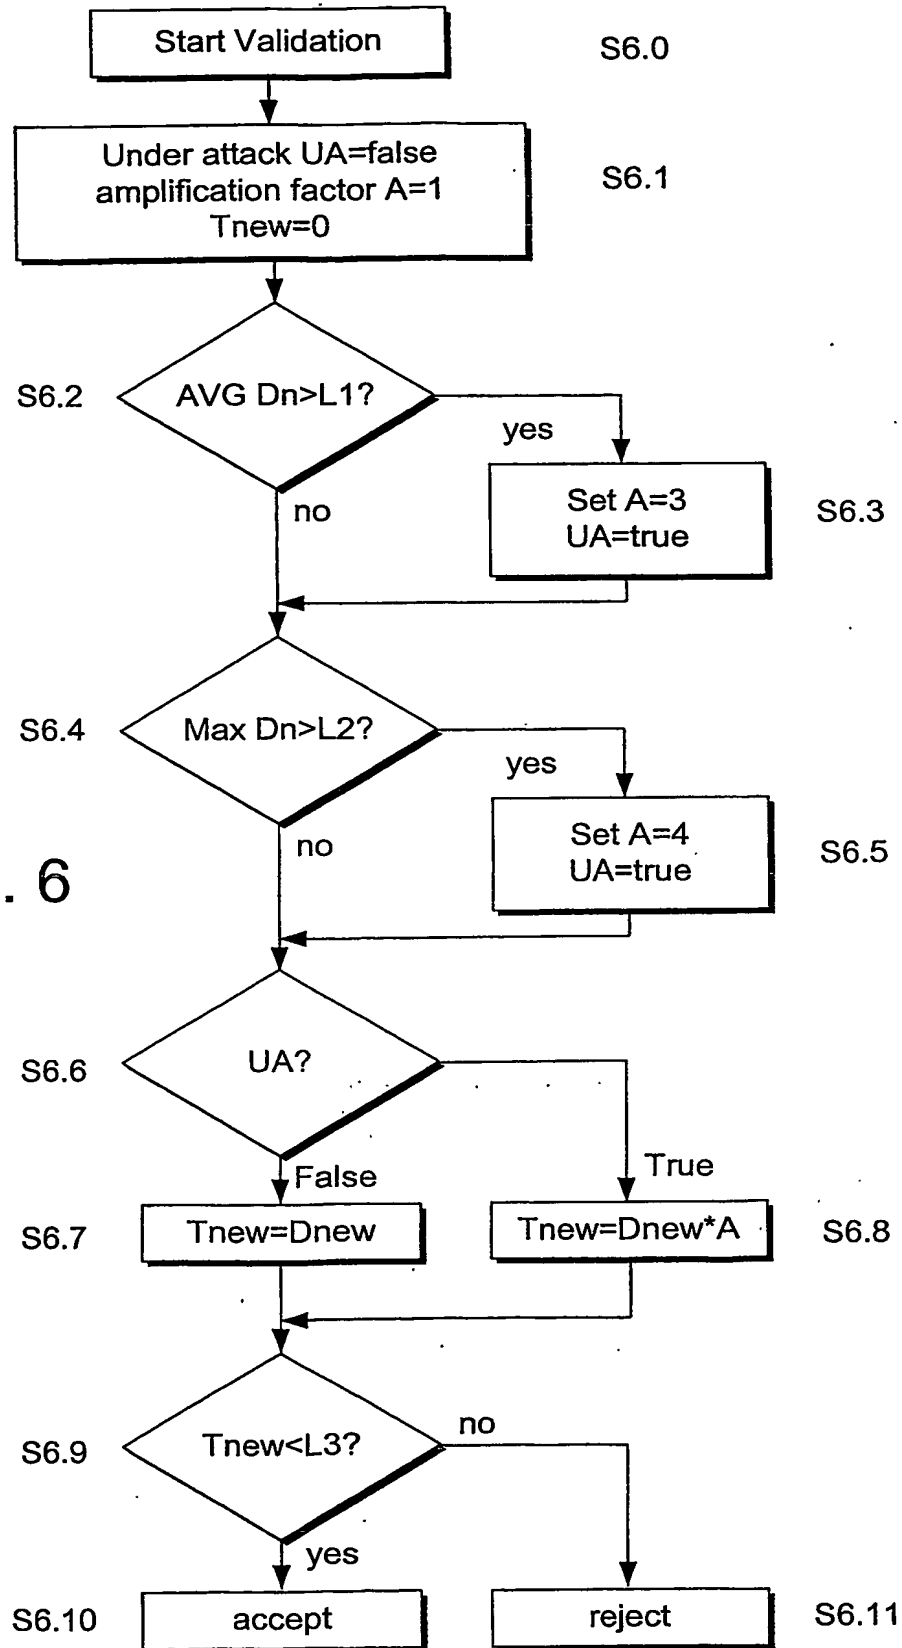 Start Validation
S6.0
Under attack UA=false
amplification factor A=1
Tnew=0
S6.1
S6.2
AVG Dn>L1?
yes
no
Set A=3
UA=true
S6.3
S6.4
Max Dn>L2?
yes
no
Set A=4
UA=true
S6.5
. 6
S6.6
UA?
False
True
S6.7
Tnew=Dnew
Tnew=Dnew*A
S6.8
S6.9
Tnew<L3?
no
yes
S6.10
accept
reject
S6.11